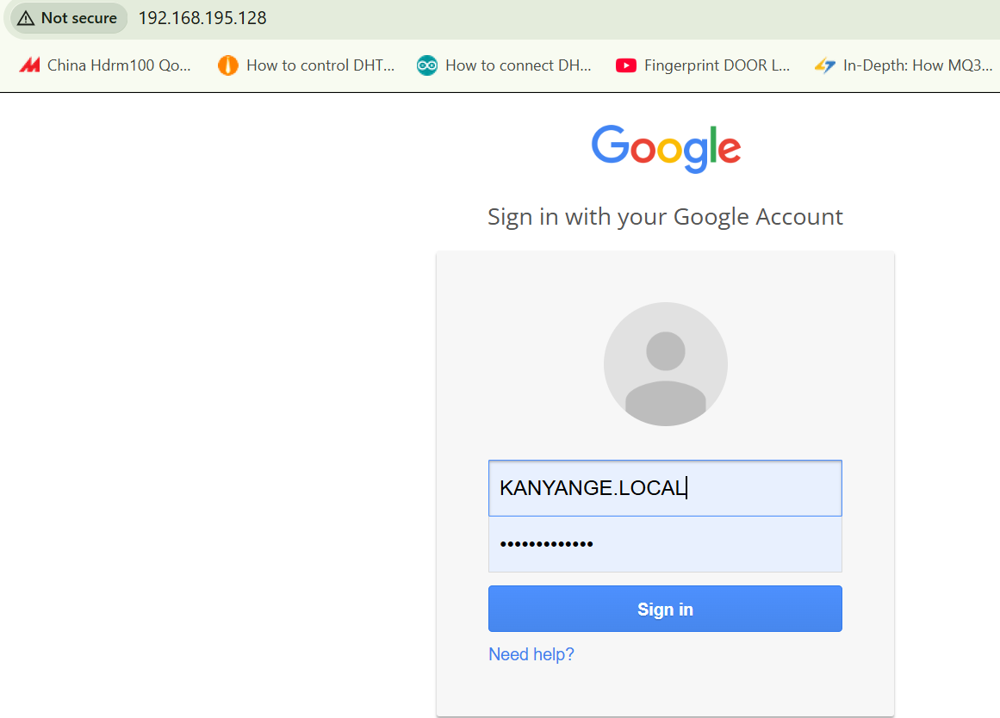 Not secure 192.168.195.128
China Hdrm100 Qo... How to control DHT... How to connect DH... Fingerprint DOOR L... In-Depth: How MQ3...
Google
Sign in with your Google Account
KANYANGE.LOCAL
•••••••••••••
Sign in
Need help?